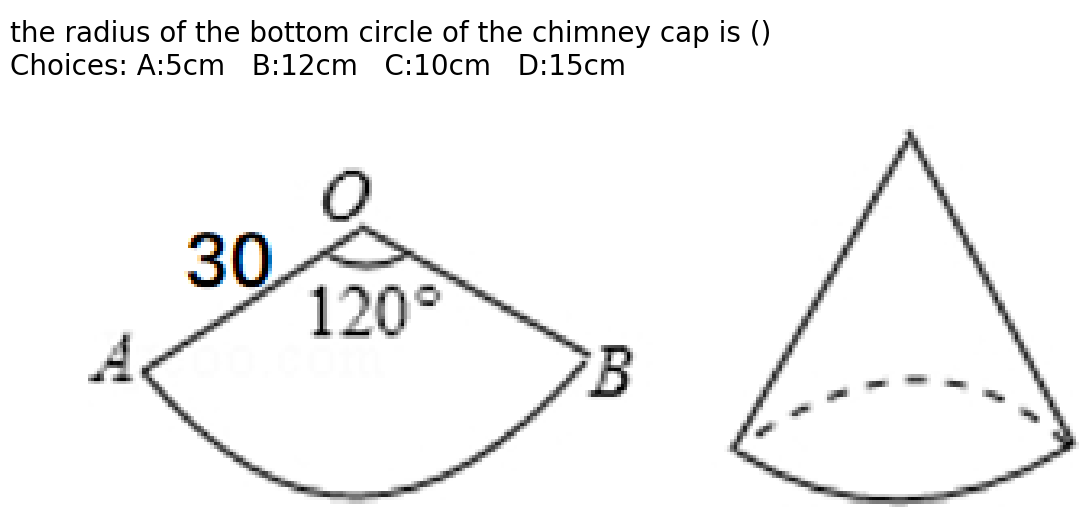 the radius of the bottom circle of the chimney cap is ()
Choices: A:5cm B:12cm C:10cm D:15cm
O
30
120°
A
B